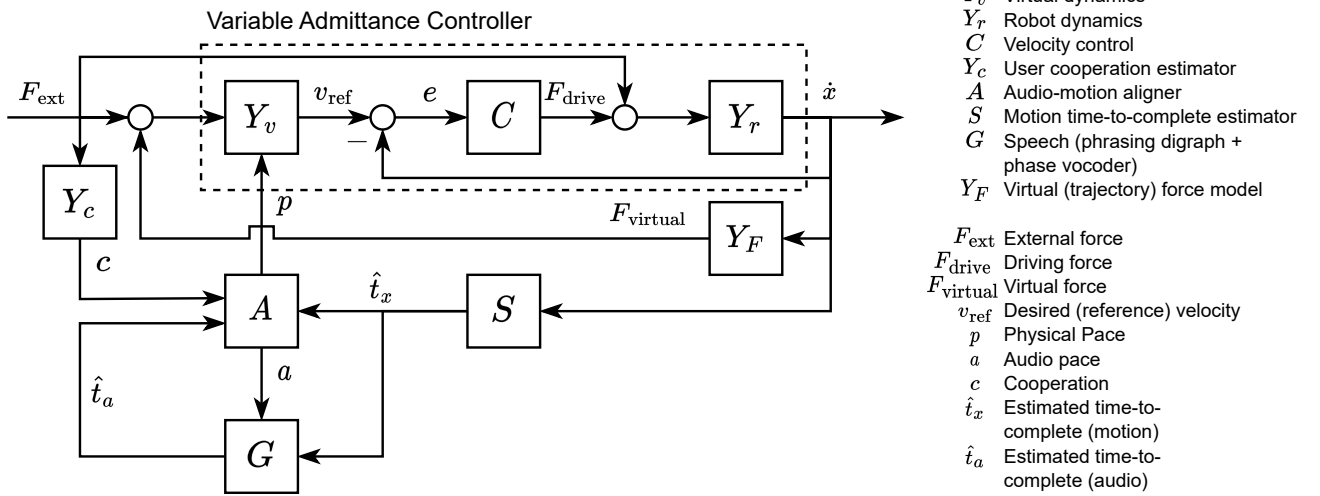 Variable Admittance Controller
F_ext
Y_v
v_ref
e
C
F_drive
Y_r
ẋ
−
Y_c
p
F_virtual
Y_F
c
A
t̂_x
S
a
t̂_a
G
Y_r Robot dynamics
C Velocity control
Y_c User cooperation estimator
A Audio-motion aligner
S Motion time-to-complete estimator
G Speech (phrasing digraph +
phase vocoder)
Y_F Virtual (trajectory) force model
F_ext External force
F_drive Driving force
F_virtual Virtual force
v_ref Desired (reference) velocity
p Physical Pace
a Audio pace
c Cooperation
t̂_x Estimated time-to-
complete (motion)
t̂_a Estimated time-to-
complete (audio)